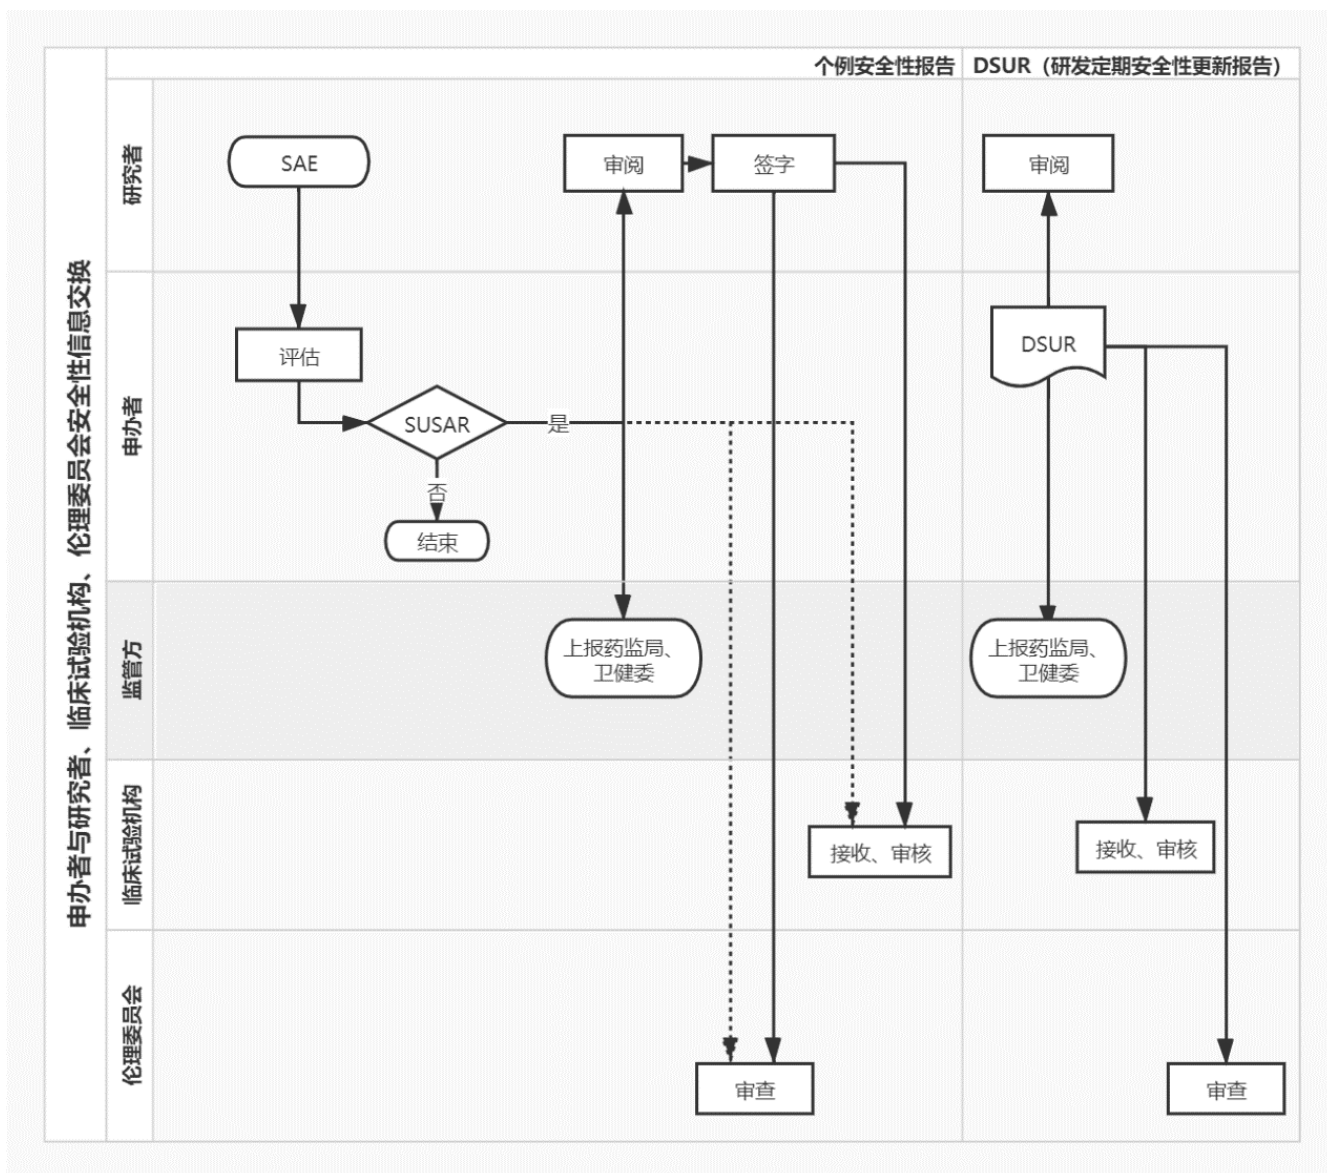 申办者与研究者、临床试验机构、伦理委员会安全性信息交换
个例安全性报告
DSUR（研发定期安全性更新报告）
研究者
SAE
审阅
签字
审阅
申办者
评估
SUSAR
是
否
结束
DSUR
监管方
上报药监局、
卫健委
上报药监局、
卫健委
临床试验机构
接收、审核
接收、审核
伦理委员会
审查
审查